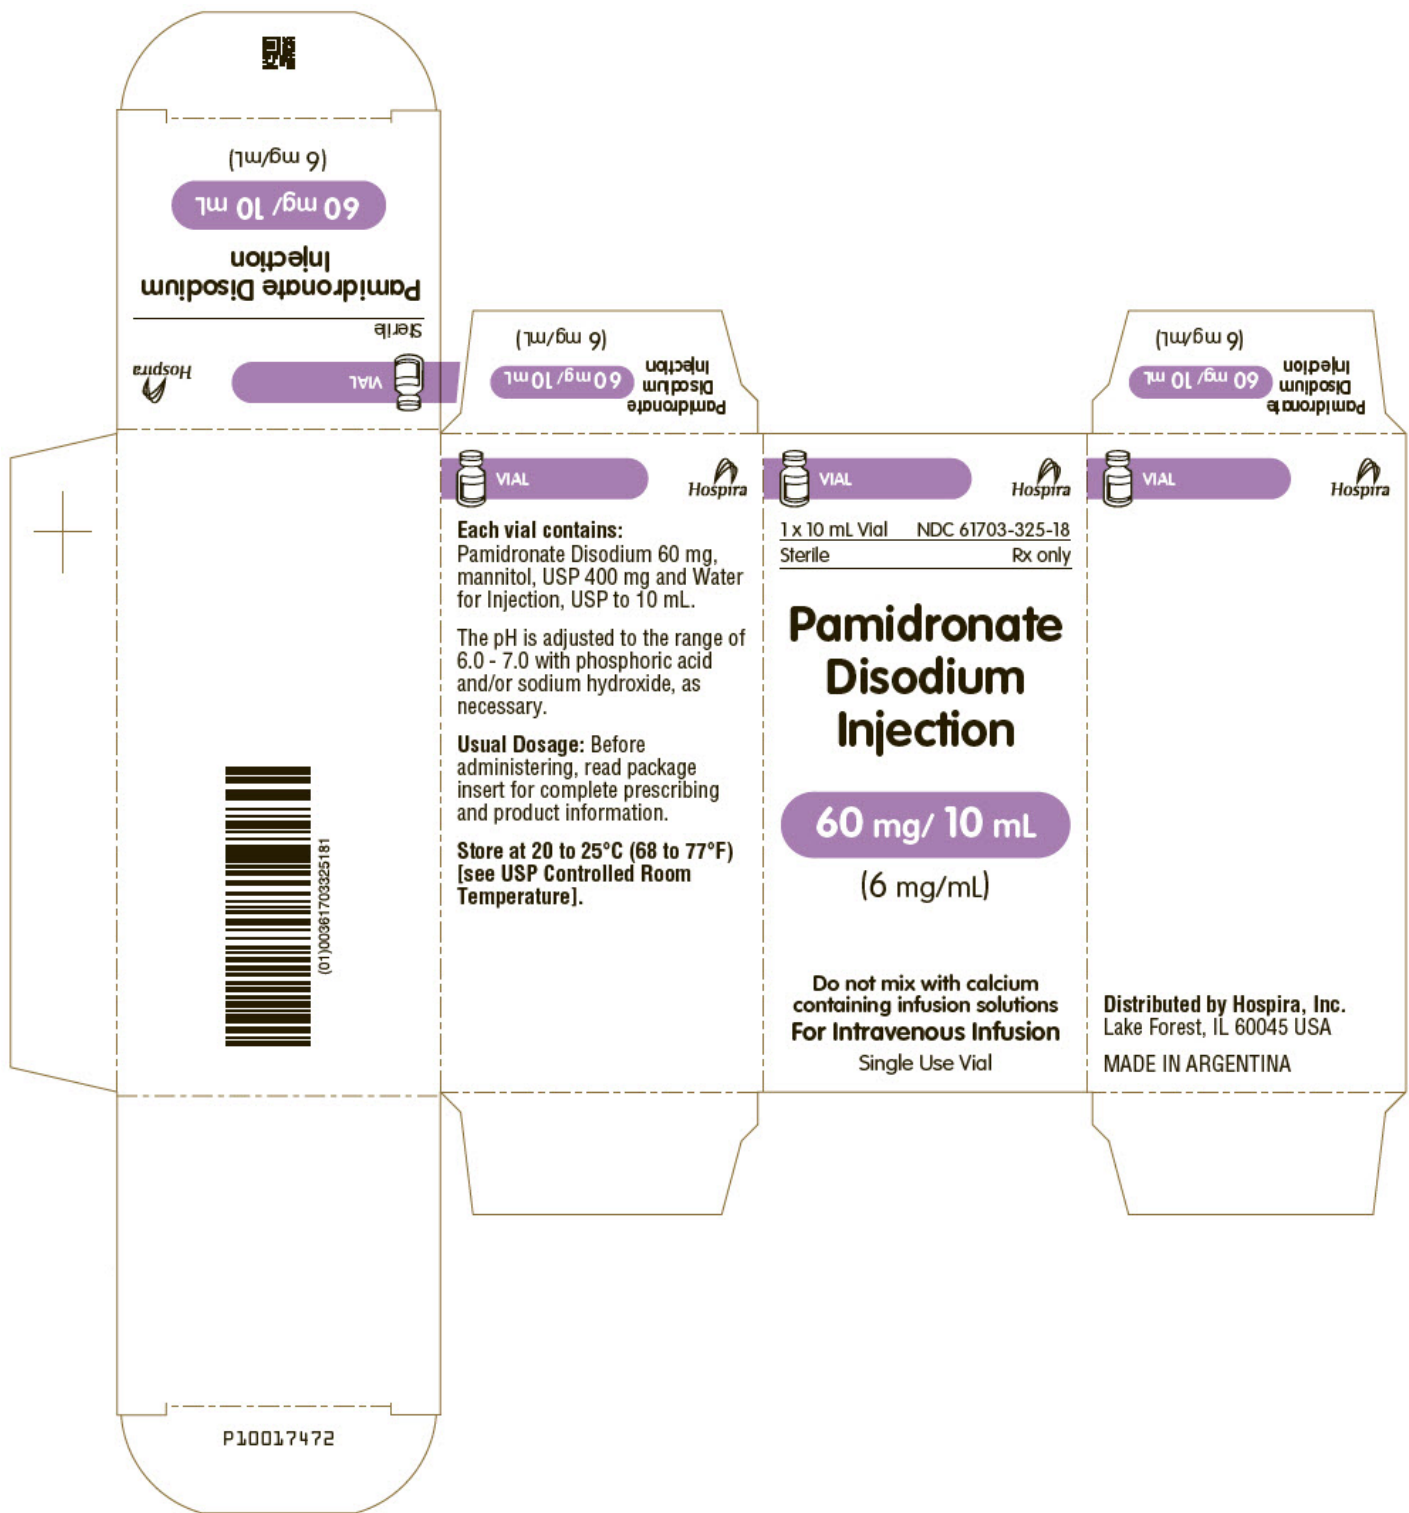 (6 mg/mL)
60 mg/ 10 mL
Pamidronate Disodium
Injection
Sterile
VIAL
Hospira
(6 mg/mL)
60 mg/ 10 mL
Pamidronate
Disodium
Injection
(6 mg/mL)
60 mg/ 10 mL
Pamidronate
Disodium
Injection
(01)00361703325181
VIAL
Hospira
Each vial contains:
Pamidronate Disodium 60 mg,
mannitol, USP 400 mg and Water
for Injection, USP to 10 mL.
The pH is adjusted to the range of
6.0 - 7.0 with phosphoric acid
and/or sodium hydroxide, as
necessary.
Usual Dosage: Before
administering, read package
insert for complete prescribing
and product information.
Store at 20 to 25°C (68 to 77°F)
[see USP Controlled Room
Temperature].
VIAL
Hospira
1 x 10 mL Vial NDC 61703-325-18
Sterile Rx only
Pamidronate
Disodium
Injection
60 mg/ 10 mL
(6 mg/mL)
Do not mix with calcium
containing infusion solutions
For Intravenous Infusion
Single Use Vial
VIAL
Hospira
Distributed by Hospira, Inc.
Lake Forest, IL 60045 USA
MADE IN ARGENTINA
P10017472